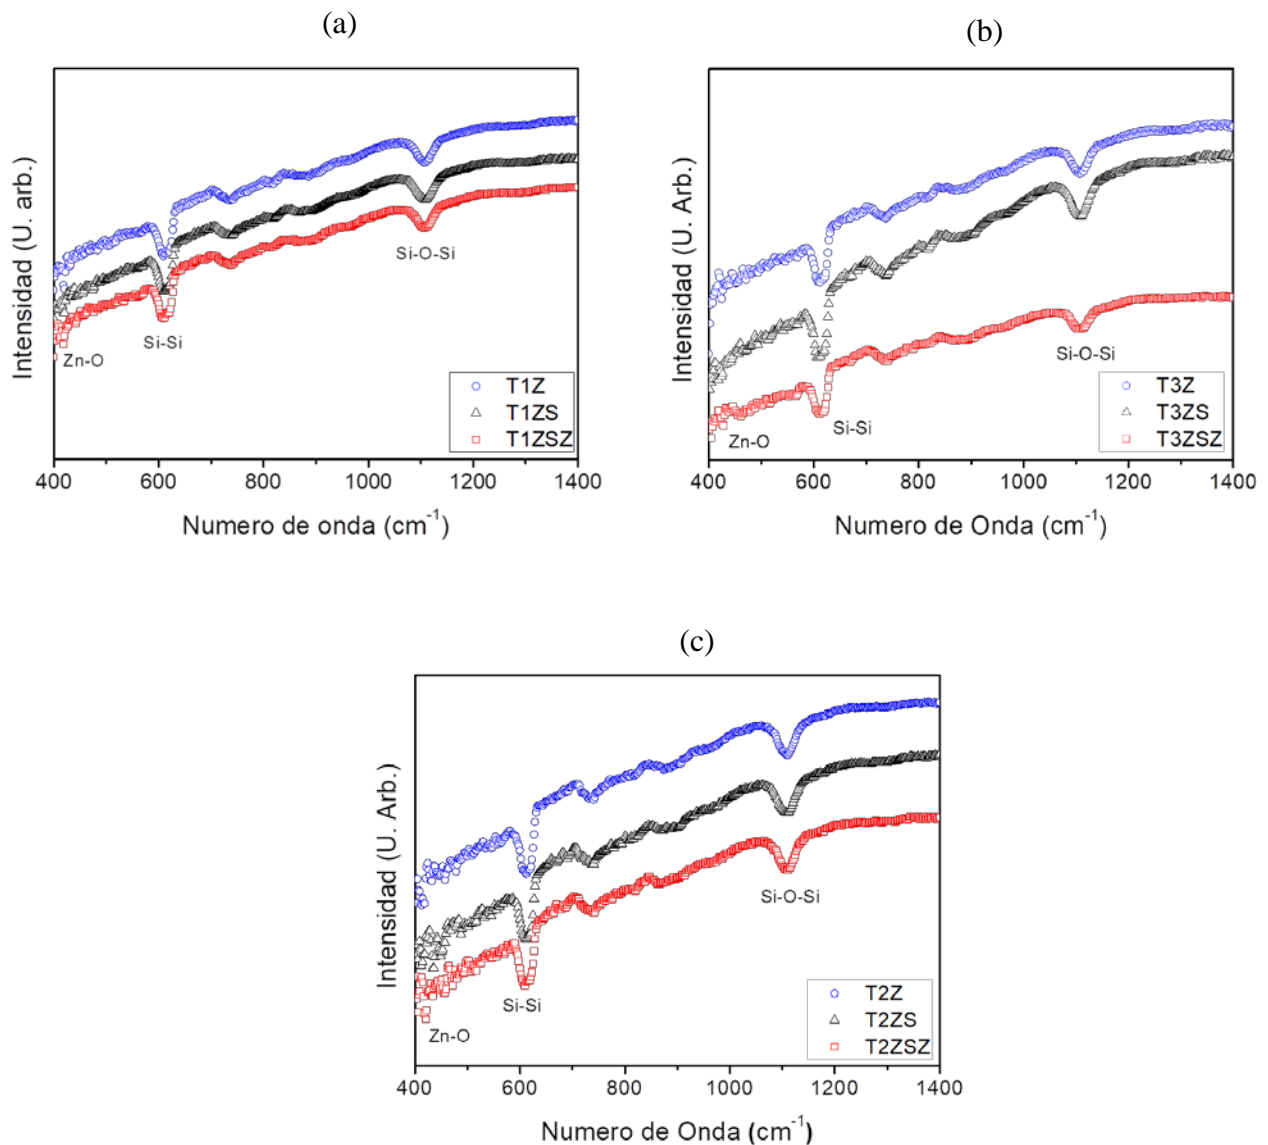 (a)
Intensidad (U. arb.)
Si-O-Si
Si-Si
Zn-O
T1Z
T1ZS
T1ZSZ
400 600 800 1000 1200 1400
Numero de onda (cm⁻¹)
(b)
Intensidad (U. Arb.)
Si-O-Si
Si-Si
Zn-O
T3Z
T3ZS
T3ZSZ
400 600 800 1000 1200 1400
Numero de Onda (cm⁻¹)
(c)
Intensidad (U. Arb.)
Si-O-Si
Si-Si
Zn-O
T2Z
T2ZS
T2ZSZ
400 600 800 1000 1200 1400
Numero de Onda (cm⁻¹)